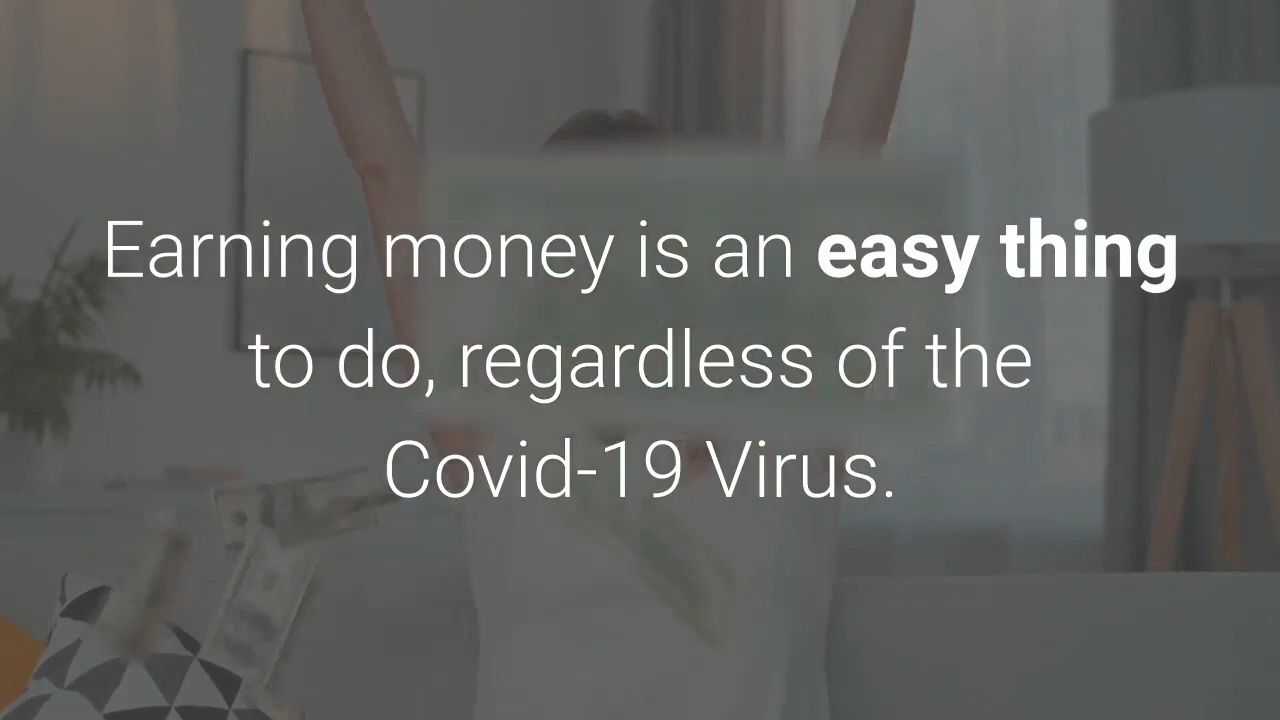 Earning money is an easy thing
to do, regardless of the
Covid-19 Virus.